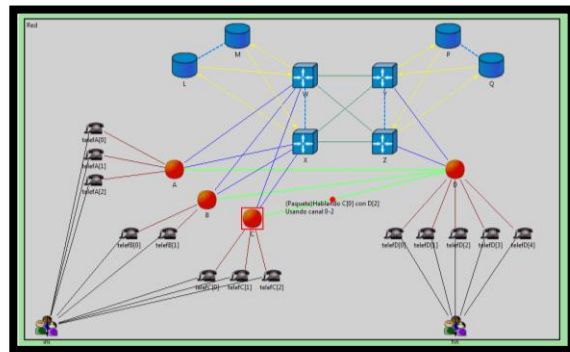 Red
M
P
L
Q
W
Y
telefA[0]
telefA[1]
X
Z
telefA[2]
A
D
B
(Paquete)Hablando C[0] con D[2]
Usando canal 0-2
C
telefB[0]
telefB[1]
telefD[0]
telefD[1]
telefD[2]
telefD[3]
telefD[4]
telefC[0]
telefC[1]
telefC[2]